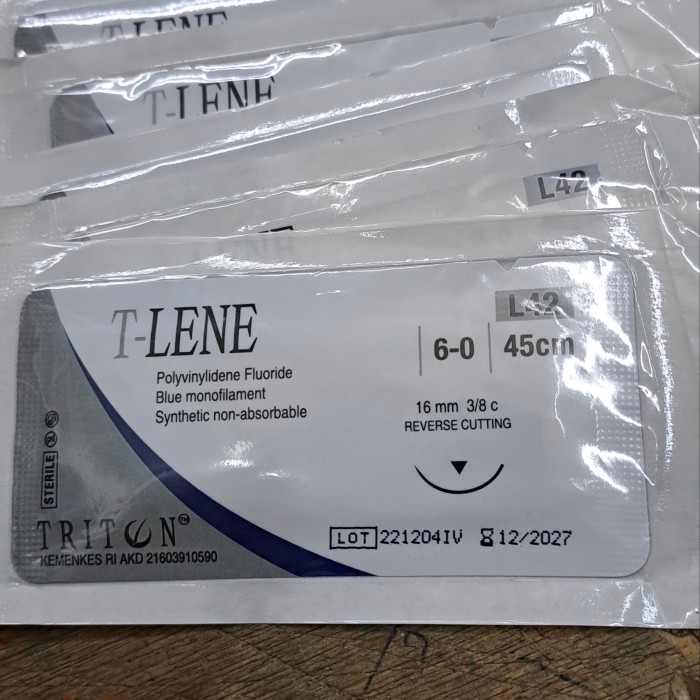 T-LENE
T-LENE
L42
L42
T-LENE
6-0 45cm
Polyvinylidene Fluoride
Blue monofilament
Synthetic non-absorbable
16 mm 3/8 c
REVERSE CUTTING
STERILE
TRITON™
KEMENKES RI AKD 21603910590
LOT 221204IV 12/2027